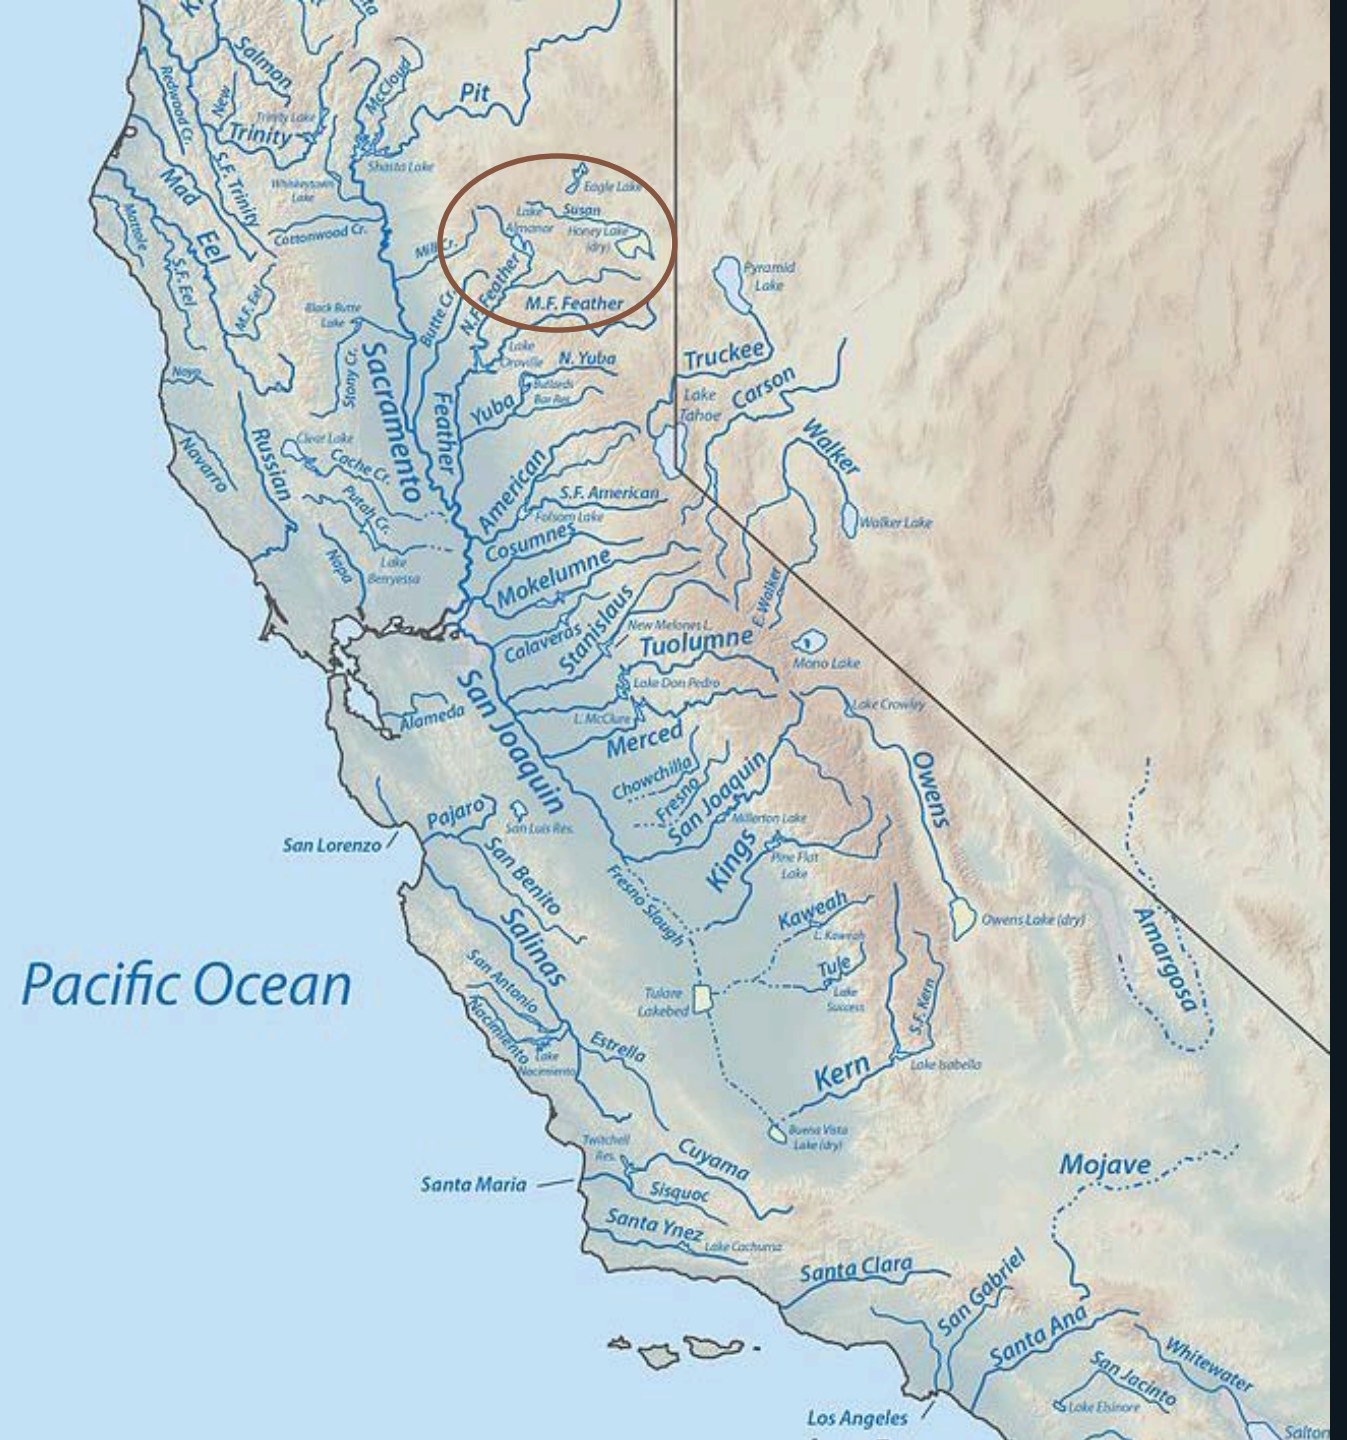 Salmon
Redwood Cr.
New
McCloud
Pit
Trinity Lake
Trinity
Shasta Lake
Mad
S.F. Trinity
Whiskeytown
Lake
Eagle Lake
Lake
Almanor
Susan
Honey Lake
(dry)
Mattole
Eel
Cottonwood Cr.
Mill Cr.
S.F. Eel
M.F. Eel
Black Butte
Lake
Butte Cr.
N.F. Feather
M.F. Feather
Pyramid
Lake
Noyo
Stony Cr.
Sacramento
Feather
Lake
Oroville
N. Yuba
Bullards
Bar Res.
Yuba
Truckee
Lake
Tahoe
Carson
Walker
Navarro
Russian
Clear Lake
Cache Cr.
Putah Cr.
American
S.F. American
Folsom Lake
Walker Lake
Napa
Lake
Berryessa
Cosumnes
Mokelumne
E. Walker
Calaveras
Stanislaus
New Melones L.
Tuolumne
Mono Lake
Lake Don Pedro
Alameda
San Joaquin
L. McClure
Merced
Lake Crowley
Chowchilla
Fresno
San Joaquin
Millerton Lake
Owens
Pajaro
San Luis Res.
San Lorenzo
San Benito
Kings
Pine Flat
Lake
Fresno Slough
Kaweah
L. Kaweah
Owens Lake (dry)
Amargosa
Salinas
Pacific Ocean
San Antonio
Tulare
Lakebed
Tule
Lake
Success
S.F. Kern
Nacimiento
Lake
Nacimiento
Estrella
Kern
Lake Isabella
Buena Vista
Lake (dry)
Twitchell
Res.
Cuyama
Santa Maria
Sisquoc
Mojave
Santa Ynez
Lake Cachuma
Santa Clara
San Gabriel
Santa Ana
Whitewater
San Jacinto
Lake Elsinore
Los Angeles
Salton